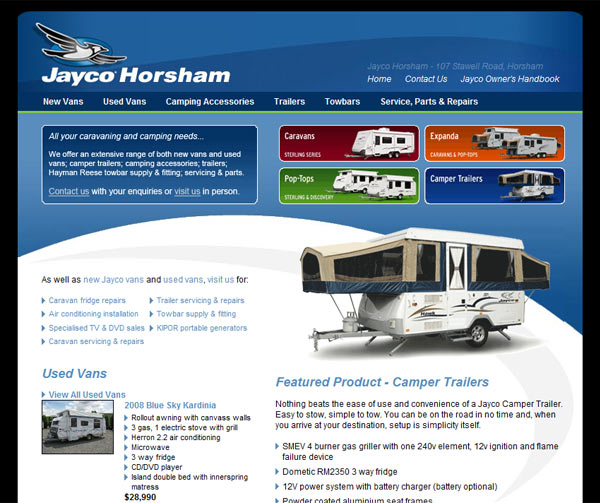 Jayco Horsham
Jayco Horsham - 107 Stawell Road, Horsham
Home Contact Us Jayco Owner's Handbook
New Vans Used Vans Camping Accessories Trailers Towbars Service, Parts & Repairs
All your caravaning and camping needs...
We offer an extensive range of both new vans and used
vans; camper trailers; camping accessories; trailers;
Hayman Reese towbar supply & fitting; servicing & parts.
Contact us with your enquiries or visit us in person.
Caravans
STERLING SERIES
Expanda
CARAVANS & POP-TOPS
Pop-Tops
STERLING & DISCOVERY
Camper Trailers
As well as new Jayco vans and used vans, visit us for:
Caravan fridge repairs
Air conditioning installation
Specialised TV & DVD sales
Caravan servicing & repairs
Trailer servicing & repairs
Towbar supply & fitting
KIPOR portable generators
Used Vans
View All Used Vans
2008 Blue Sky Kardinia
Rollout awning with canvass walls
3 gas, 1 electric stove with grill
Herron 2.2 air conditioning
Microwave
3 way fridge
CD/DVD player
Island double bed with innerspring
matress
$28,990
Featured Product - Camper Trailers
Nothing beats the ease of use and convenience of a Jayco Camper Trailer.
Easy to stow, simple to tow. You can be on the road in no time and, when
you arrive at your destination, setup is simplicity itself.
SMEV 4 burner gas griller with one 240v element, 12v ignition and flame
failure device
Dometic RM2350 3 way fridge
12V power system with battery charger (battery optional)
Powder coated aluminium seat frames